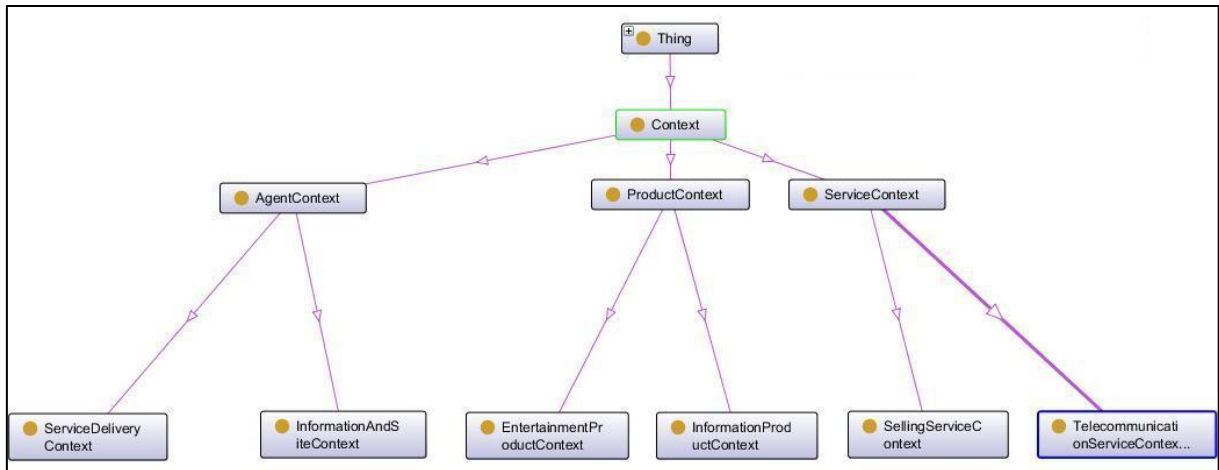 Thing
Context
AgentContext
ProductContext
ServiceContext
ServiceDelivery
Context
InformationAndS
iteContext
EntertainmentPr
oductContext
InformationProd
uctContext
SellingServiceC
ontext
Telecommunicati
onServiceContex...